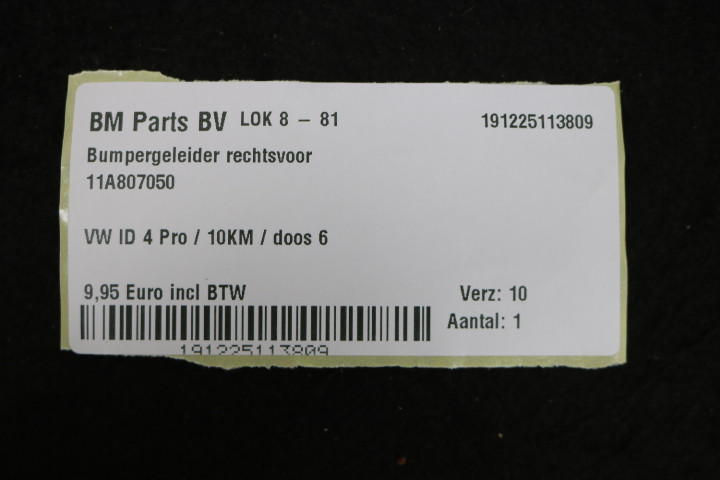 BM Parts BV LOK 8 - 81 191225113809
Bumpergeleider rechtsvoor
11A807050
VW ID 4 Pro / 10KM / doos 6
9,95 Euro incl BTW Verz: 10
Aantal: 1
191225113809